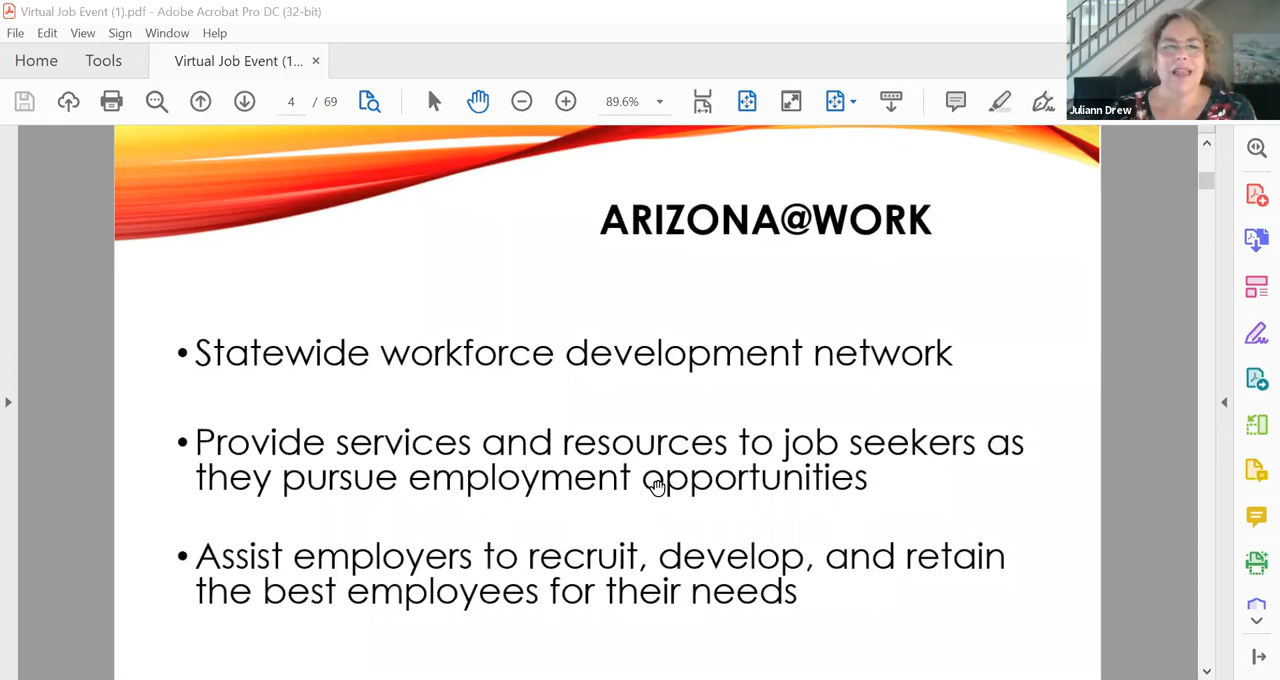 Virtual Job Event (1).pdf - Adobe Acrobat Pro DC (32-bit)
File Edit View Sign Window Help
Home Tools Virtual Job Event (1... ×
4 / 69 89.6%
Juliann Drew
ARIZONA@WORK
• Statewide workforce development network
• Provide services and resources to job seekers as
they pursue employment opportunities
• Assist employers to recruit, develop, and retain
the best employees for their needs